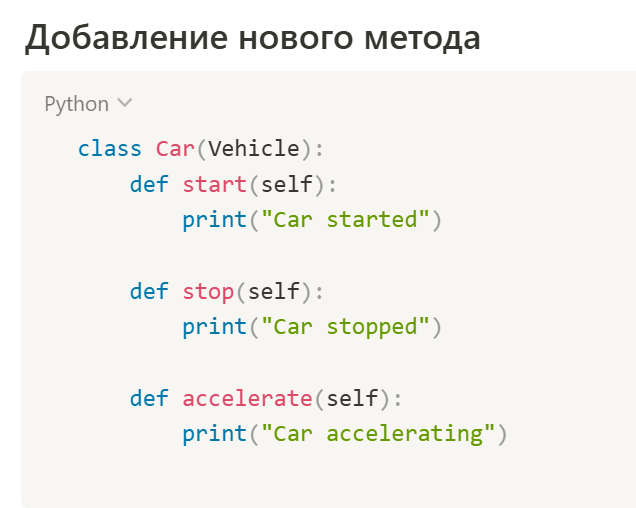 Добавление нового метода
Python
class Car(Vehicle):
    def start(self):
        print("Car started")
    def stop(self):
        print("Car stopped")
    def accelerate(self):
        print("Car accelerating")